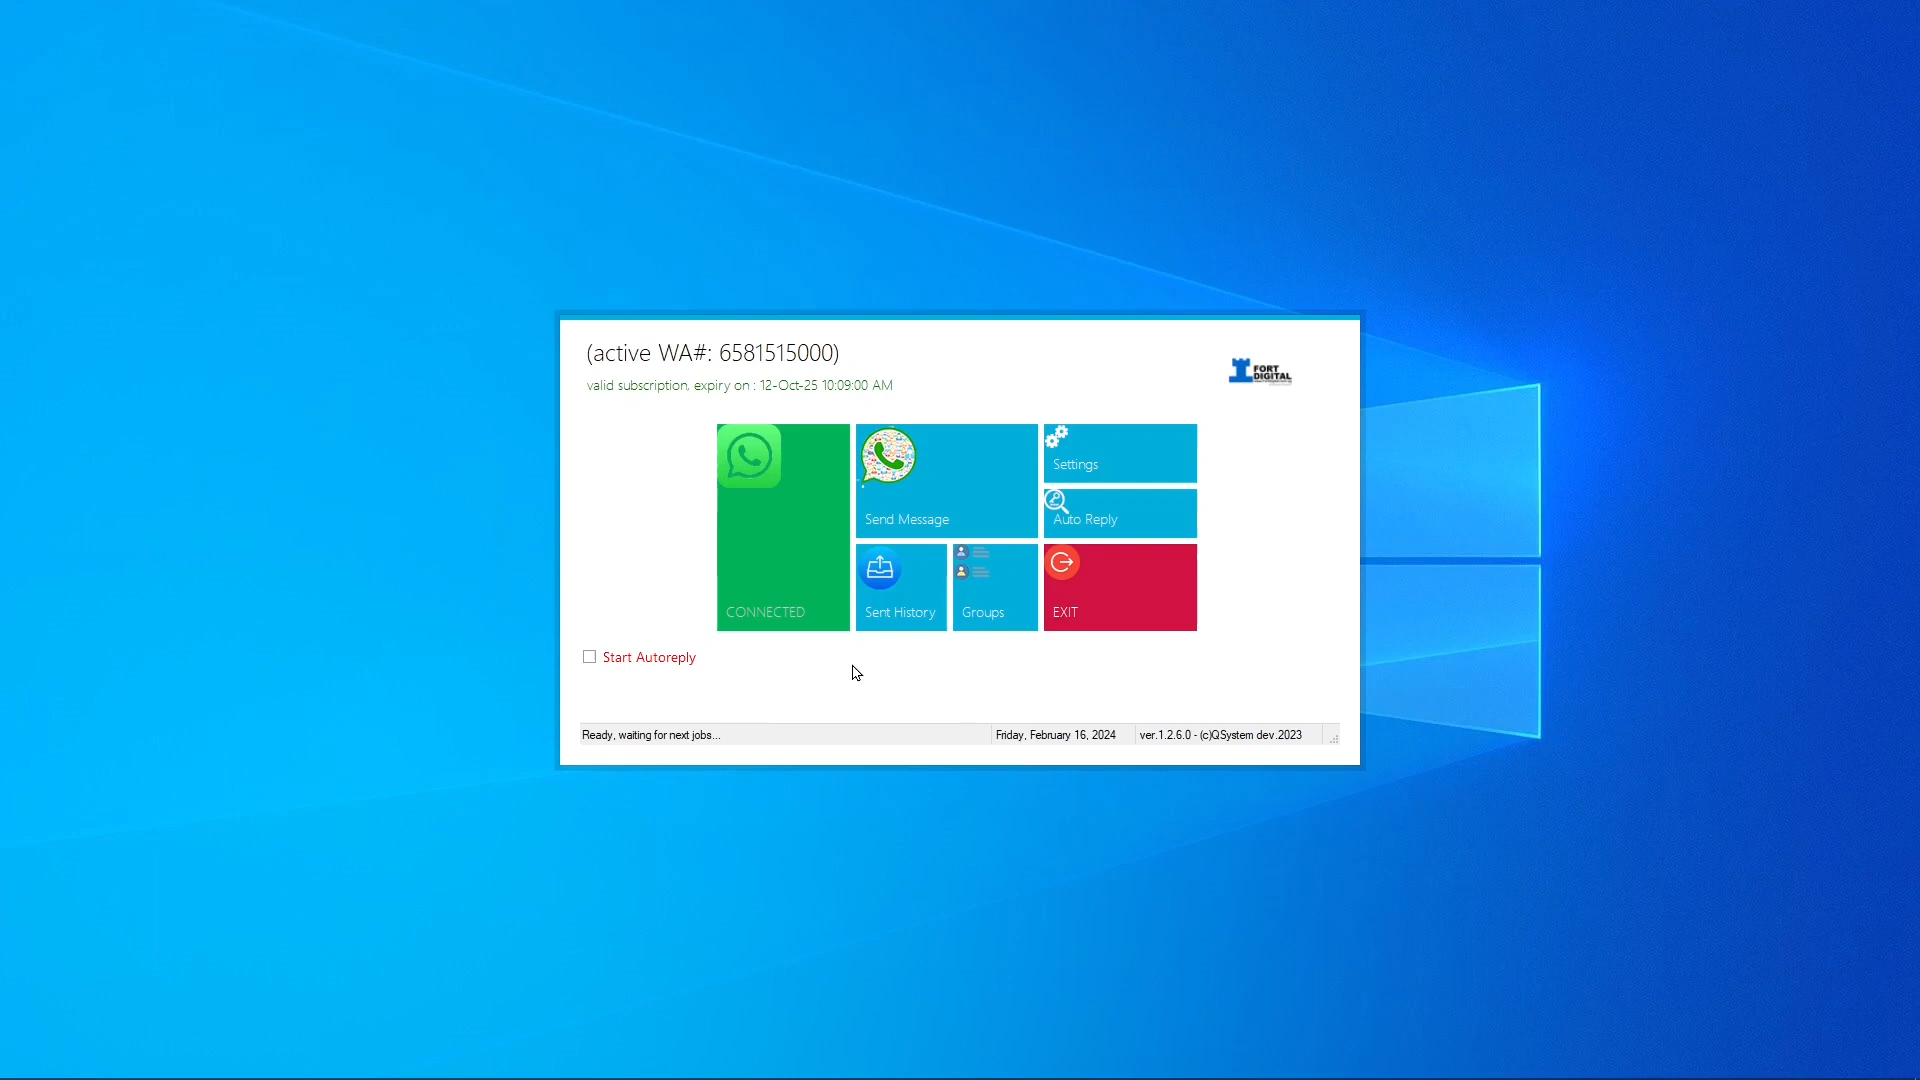 (active WA#: 6581515000)
valid subscription, expiry on : 12-Oct-25 10:09:00 AM
FORT
DIGITAL
Settings
Send Message
Auto Reply
CONNECTED
Sent History
Groups
EXIT
Start Autoreply
Ready, waiting for next jobs...
Friday, February 16, 2024
ver.1.2.6.0 - (c)QSystem dev.2023